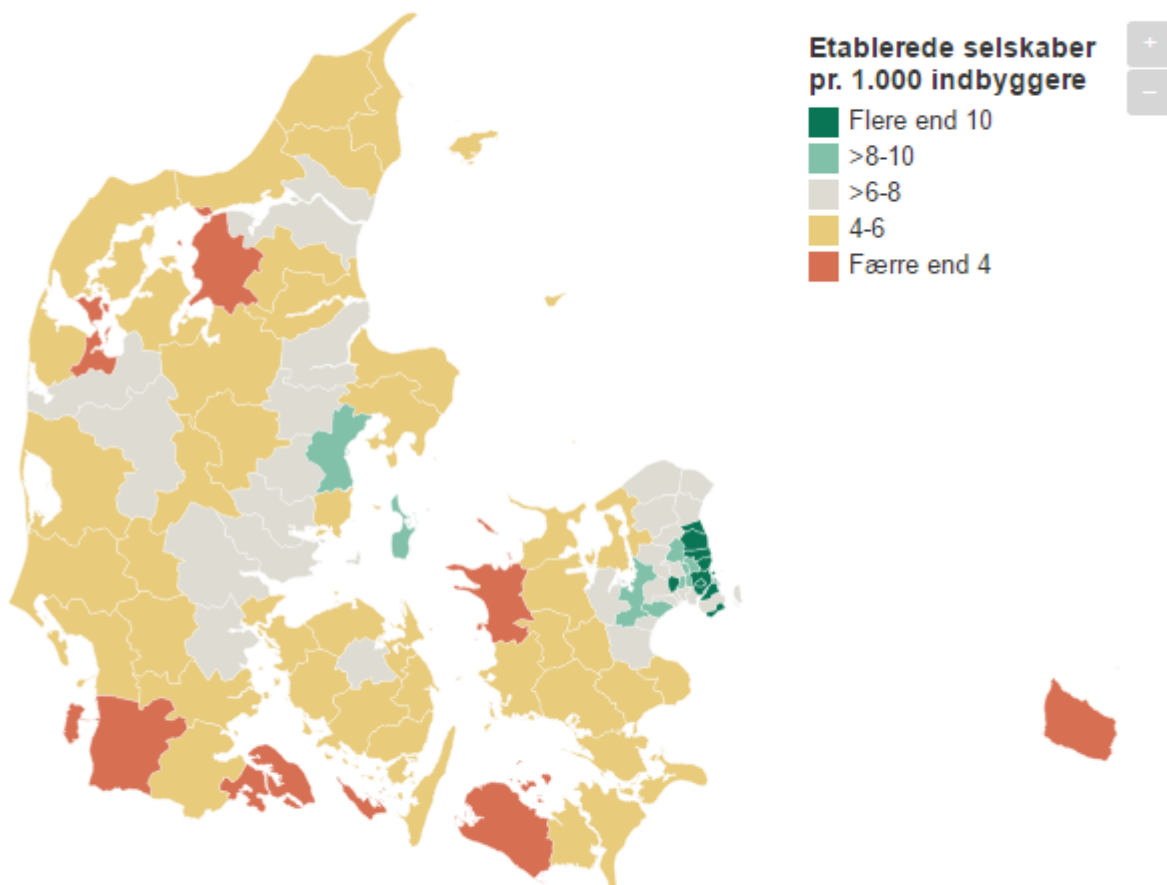 Etablerede selskaber
pr. 1.000 indbyggere
Flere end 10
>8-10
>6-8
4-6
Færre end 4
+
−